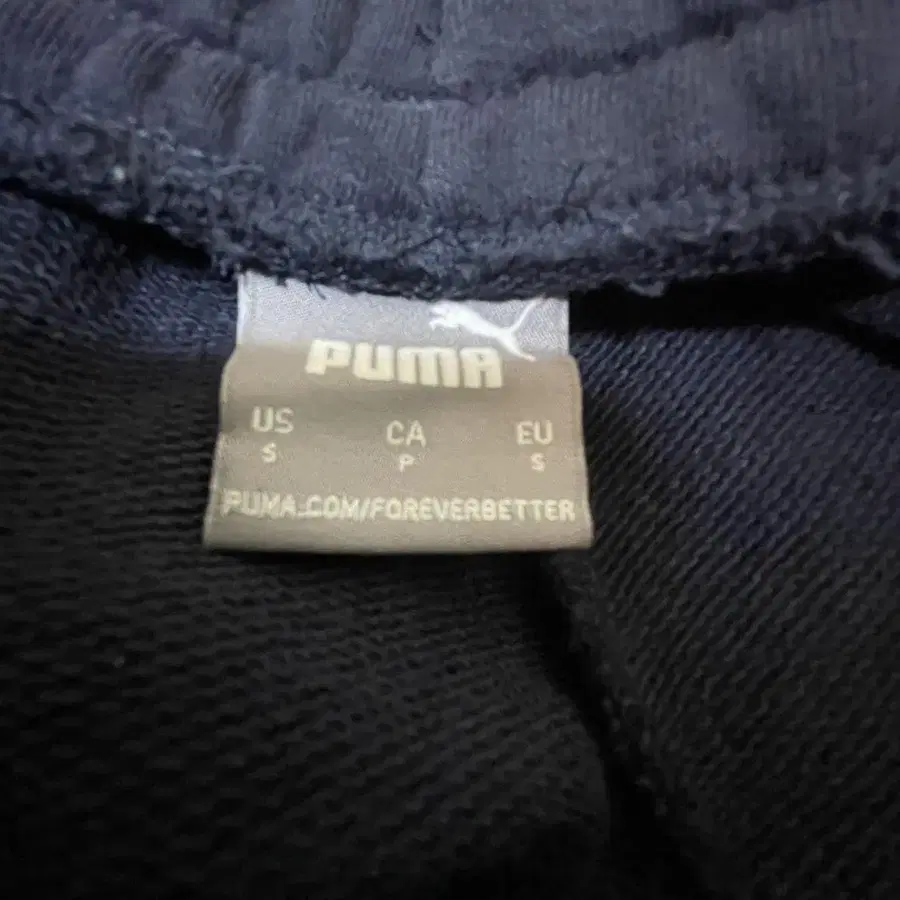 PUMA
US CA EU
S P S
PUMA.COM/FOREVERBETTER